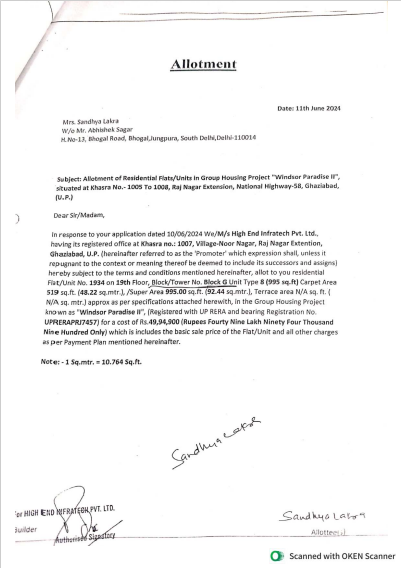 Allotment
Date: 11th June 2024
Mrs. Sandhya Lakra
W/o Mr. Abhishek Sagar
H.No-13, Bhogal Road, Bhogal,Jungpura, South Delhi,Delhi-110014
Subject: Allotment of Residential Flats/Units in Group Housing Project "Windsor Paradise II",
situated at Khasra No.- 1005 To 1008, Raj Nagar Extension, National Highway-58, Ghaziabad,
(U.P.)
Dear Sir/Madam,
In response to your application dated 10/06/2024 We/M/s High End Infratech Pvt. Ltd.,
having its registered office at Khasra no.: 1007, Village-Noor Nagar, Raj Nagar Extention,
Ghaziabad, U.P. (hereinafter referred to as the 'Promoter' which expression shall, unless it
repugnant to the context or meaning thereof be deemed to include its successors and assigns)
hereby subject to the terms and conditions mentioned hereinafter, allot to you residential
Flat/Unit No. 1934 on 19th Floor, Block/Tower No. Block G Unit Type 8 (995 sq.ft) Carpet Area
519 sq.ft. (48.22 sq.mtr.), /Super Area 995.00 sq.ft. (92.44 sq.mtr.), Terrace area N/A sq. ft. (
N/A sq. mtr.) approx as per specifications attached herewith, in the Group Housing Project
known as "Windsor Paradise II", (Registered with UP RERA and bearing Registration No.
UPRERAPRJ7457) for a cost of Rs.49,94,900 (Rupees Fourty Nine Lakh Ninety Four Thousand
Nine Hundred Only) which is includes the basic sale price of the Flat/Unit and all other charges
as per Payment Plan mentioned hereinafter.
Note: - 1 Sq.mtr. = 10.764 Sq.ft.
Sandhya Lakra
For HIGH END INFRATECH PVT. LTD.
Builder
Authorised Signatory
Sandhya Lakra
Allottee
Scanned with OKEN Scanner